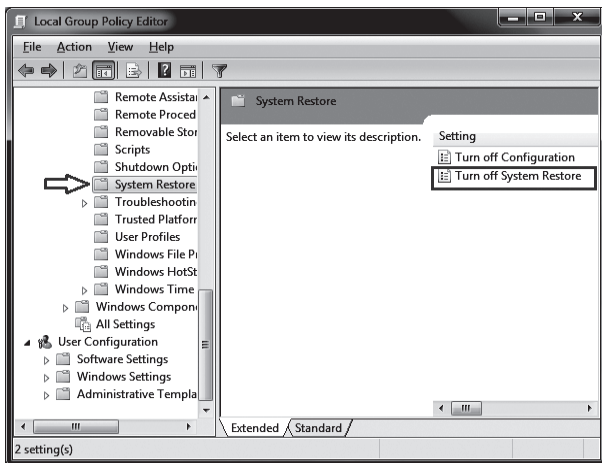 Local Group Policy Editor
File Action View Help
Remote Assistar
Remote Proced
Removable Stor
Scripts
Shutdown Opti
System Restore
Troubleshootin
Trusted Platforr
User Profiles
Windows File Pr
Windows HotSt
Windows Time
Windows Compon
All Settings
User Configuration
Software Settings
Windows Settings
Administrative Templa
System Restore
Select an item to view its description.
Setting
Turn off Configuration
Turn off System Restore
Extended Standard
2 setting(s)